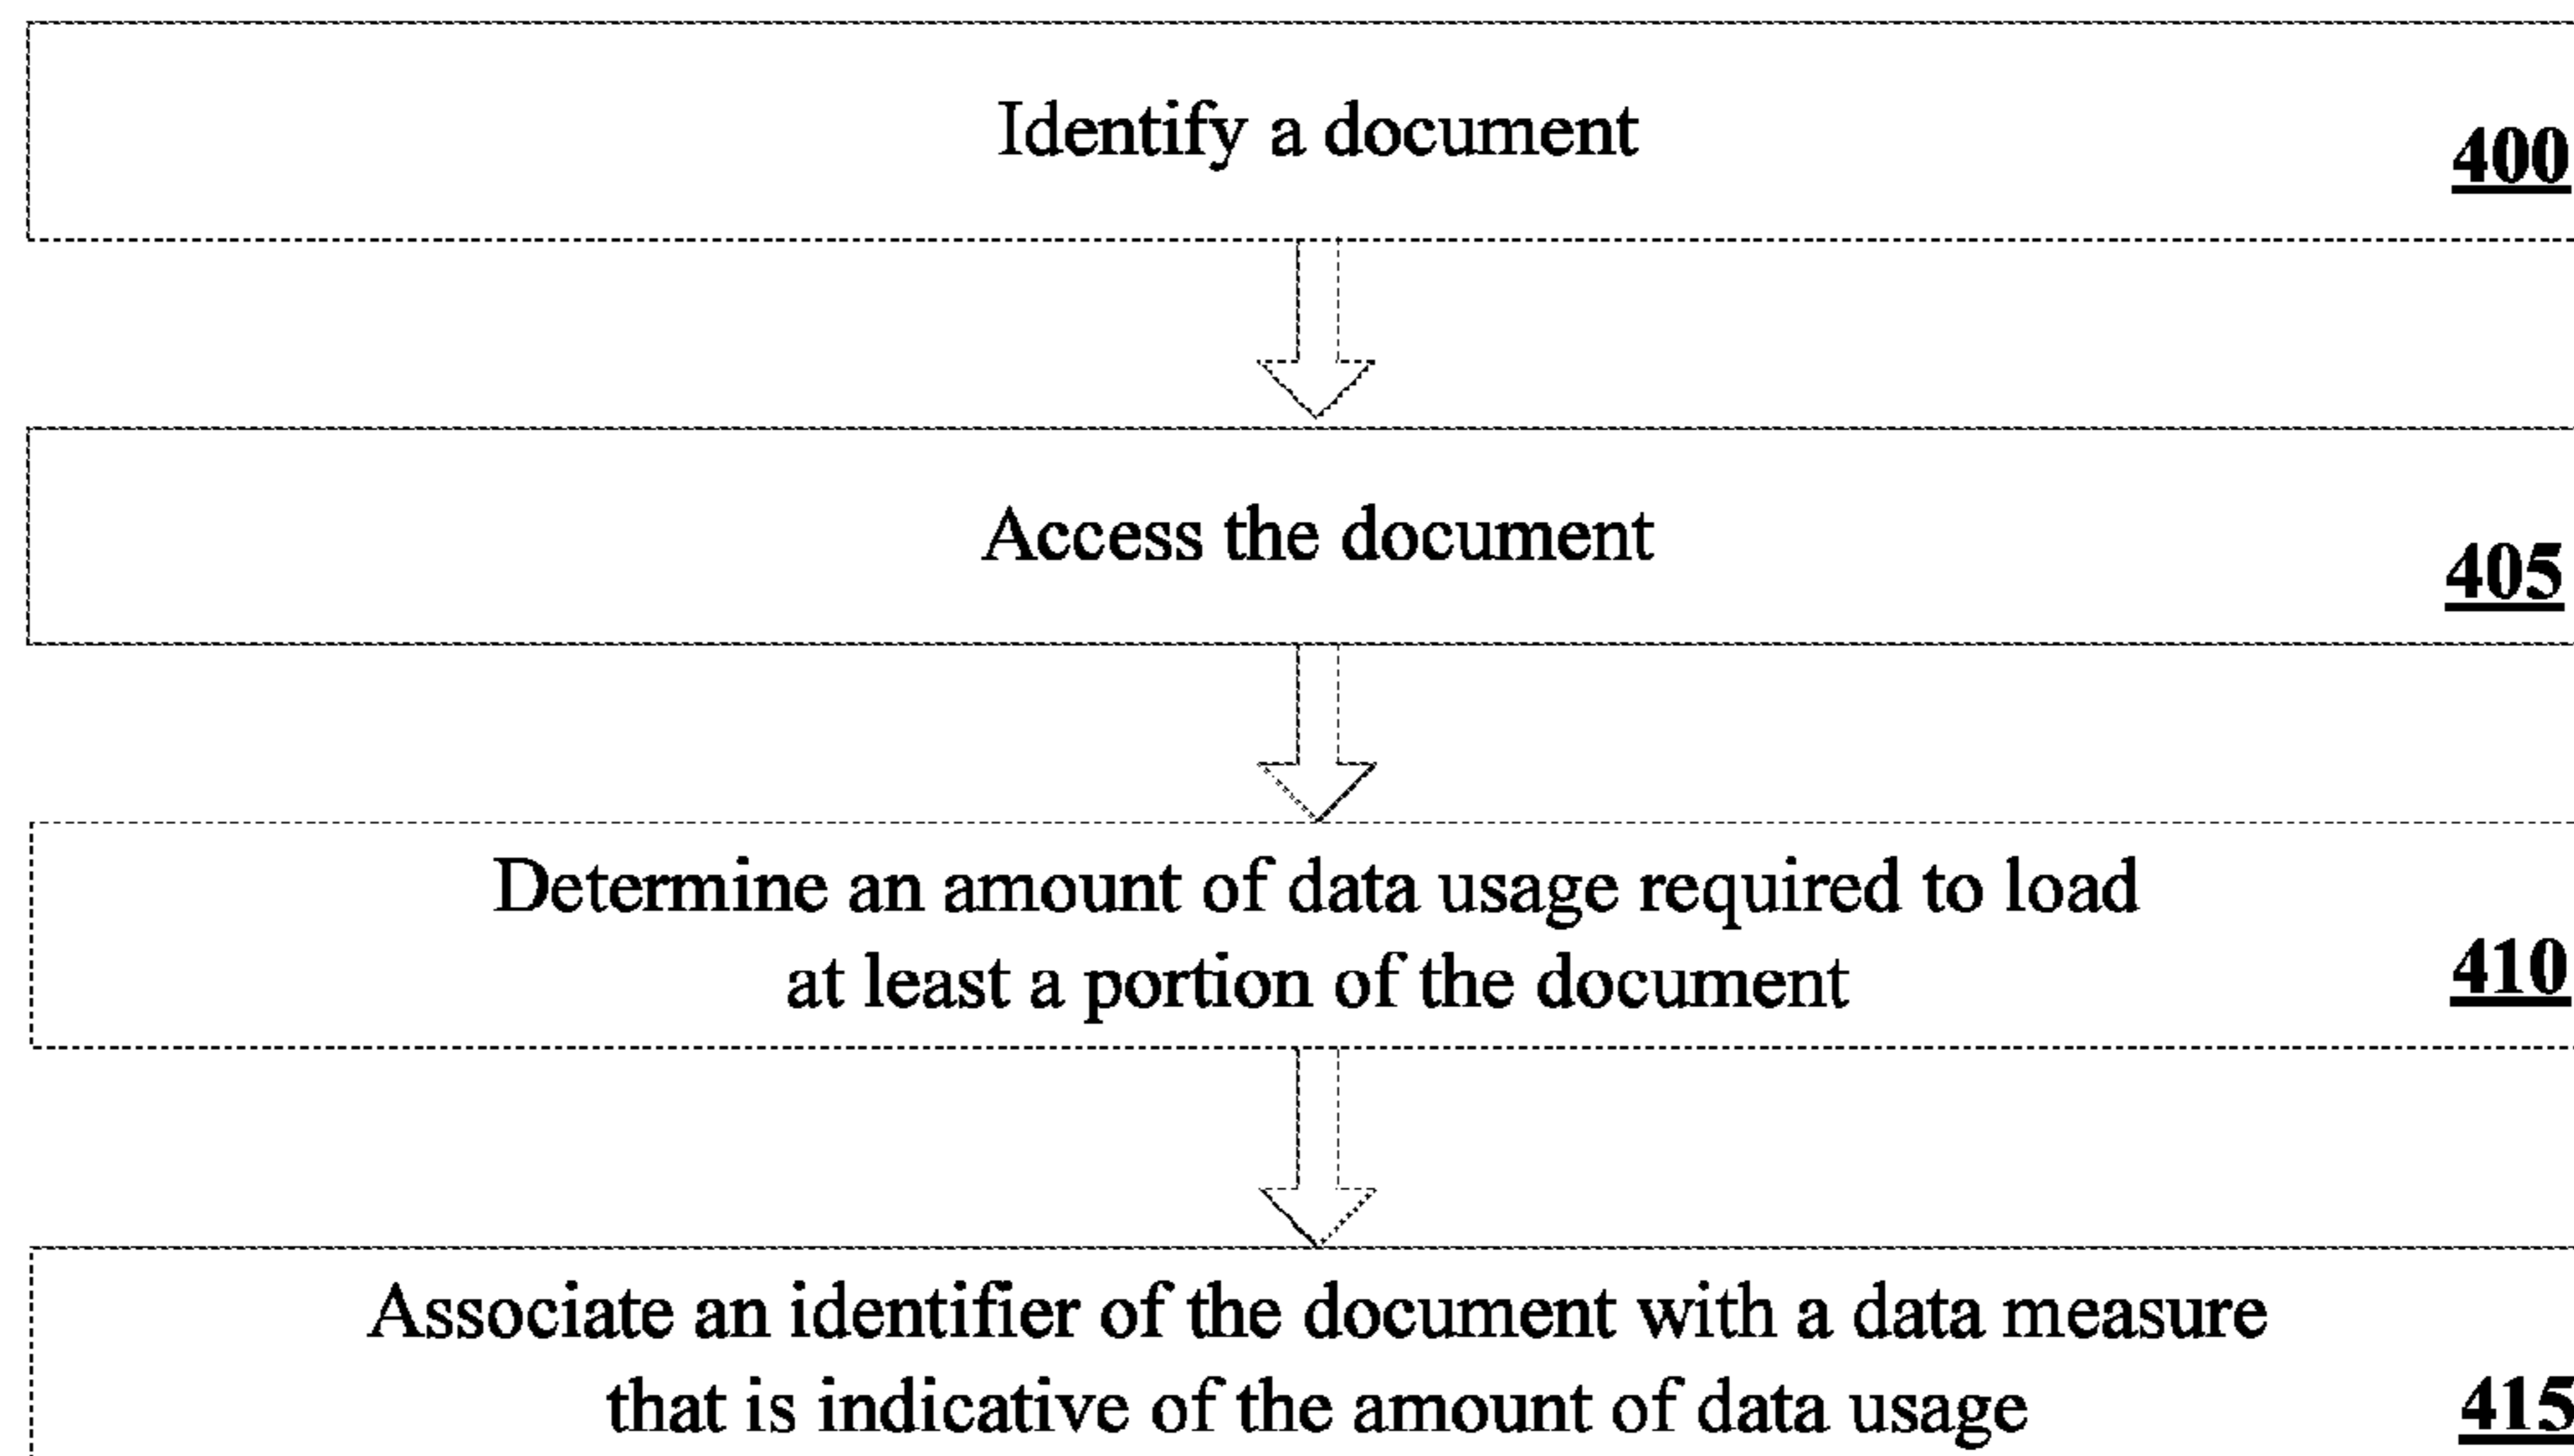 Identify a document
400
Access the document
405
Determine an amount of data usage required to load
at least a portion of the document
410
Associate an identifier of the document with a data measure
that is indicative of the amount of data usage
415